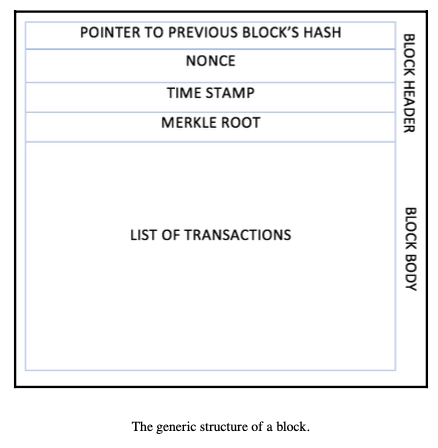 POINTER TO PREVIOUS BLOCK'S HASH
NONCE
TIME STAMP
MERKLE ROOT
BLOCK HEADER
LIST OF TRANSACTIONS
BLOCK BODY
The generic structure of a block.